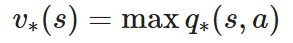 v_*(s) = max q_*(s, a)